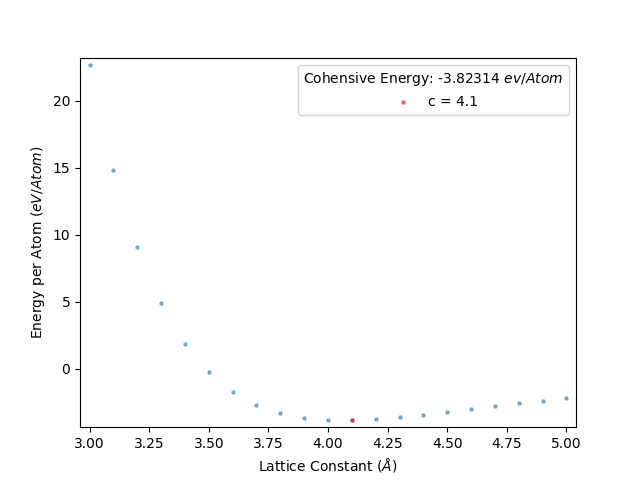 Cohensive Energy: -3.82314 ev/Atom
c = 4.1
Energy per Atom (eV/Atom)
20
15
10
5
0
3.00 3.25 3.50 3.75 4.00 4.25 4.50 4.75 5.00
Lattice Constant (Å)